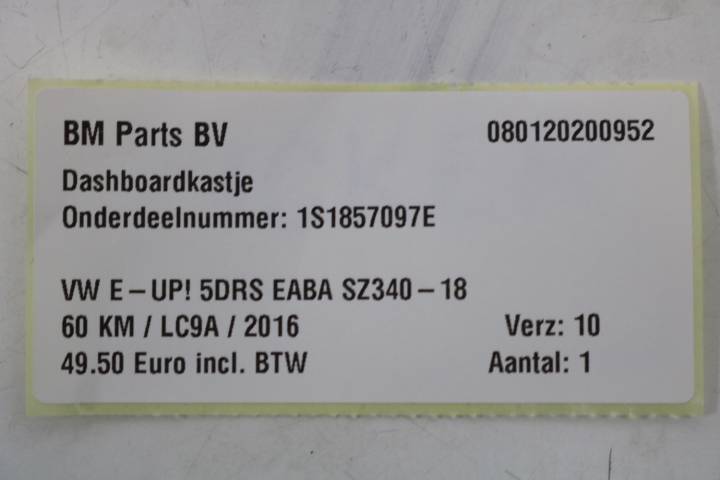 BM Parts BV 080120200952
Dashboardkastje
Onderdeelnummer: 1S1857097E
VW E-UP! 5DRS EABA SZ340-18
60 KM / LC9A / 2016 Verz: 10
49.50 Euro incl. BTW Aantal: 1